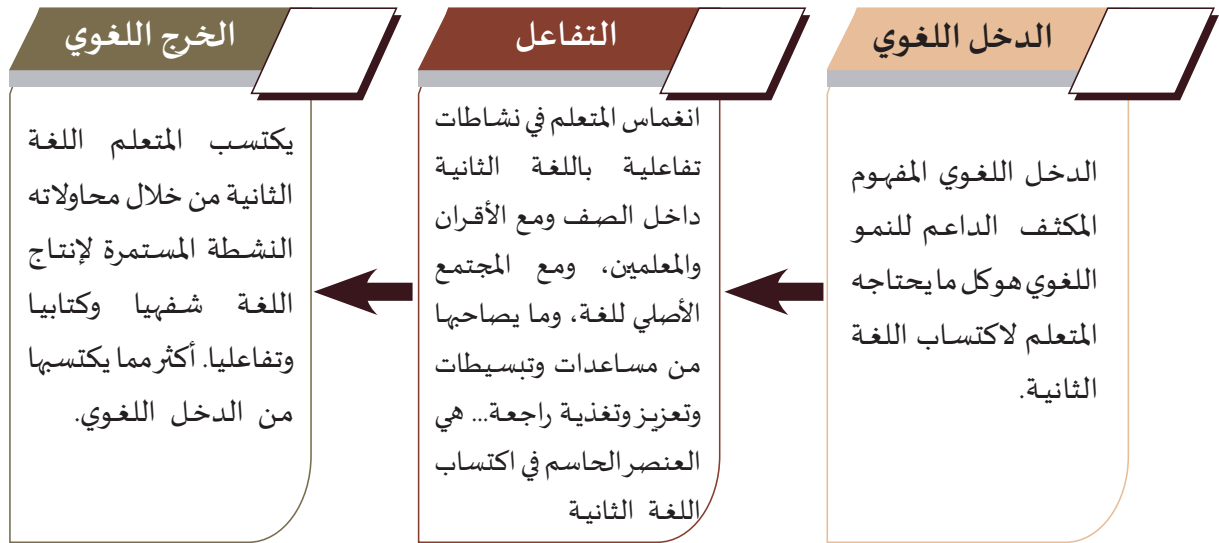 الدخل اللغوي
الدخل اللغوي المفهوم
المكثف الداعم للنمو
اللغوي هو كل ما يحتاجه
المتعلم لاكتساب اللغة
الثانية.
التفاعل
انغماس المتعلم في نشاطات
تفاعلية باللغة الثانية
داخل الصف ومع الأقران
والمعلمين، ومع المجتمع
الأصلي للغة، وما يصاحبها
من مساعدات وتبسيطات
وتعزيز وتغذية راجعة... هي
العنصر الحاسم في اكتساب
اللغة الثانية
الخرج اللغوي
يكتسب المتعلم اللغة
الثانية من خلال محاولاته
النشطة المستمرة لإنتاج
اللغة شفهيا وكتابيا
وتفاعليا. أكثر مما يكتسبها
من الدخل اللغوي.